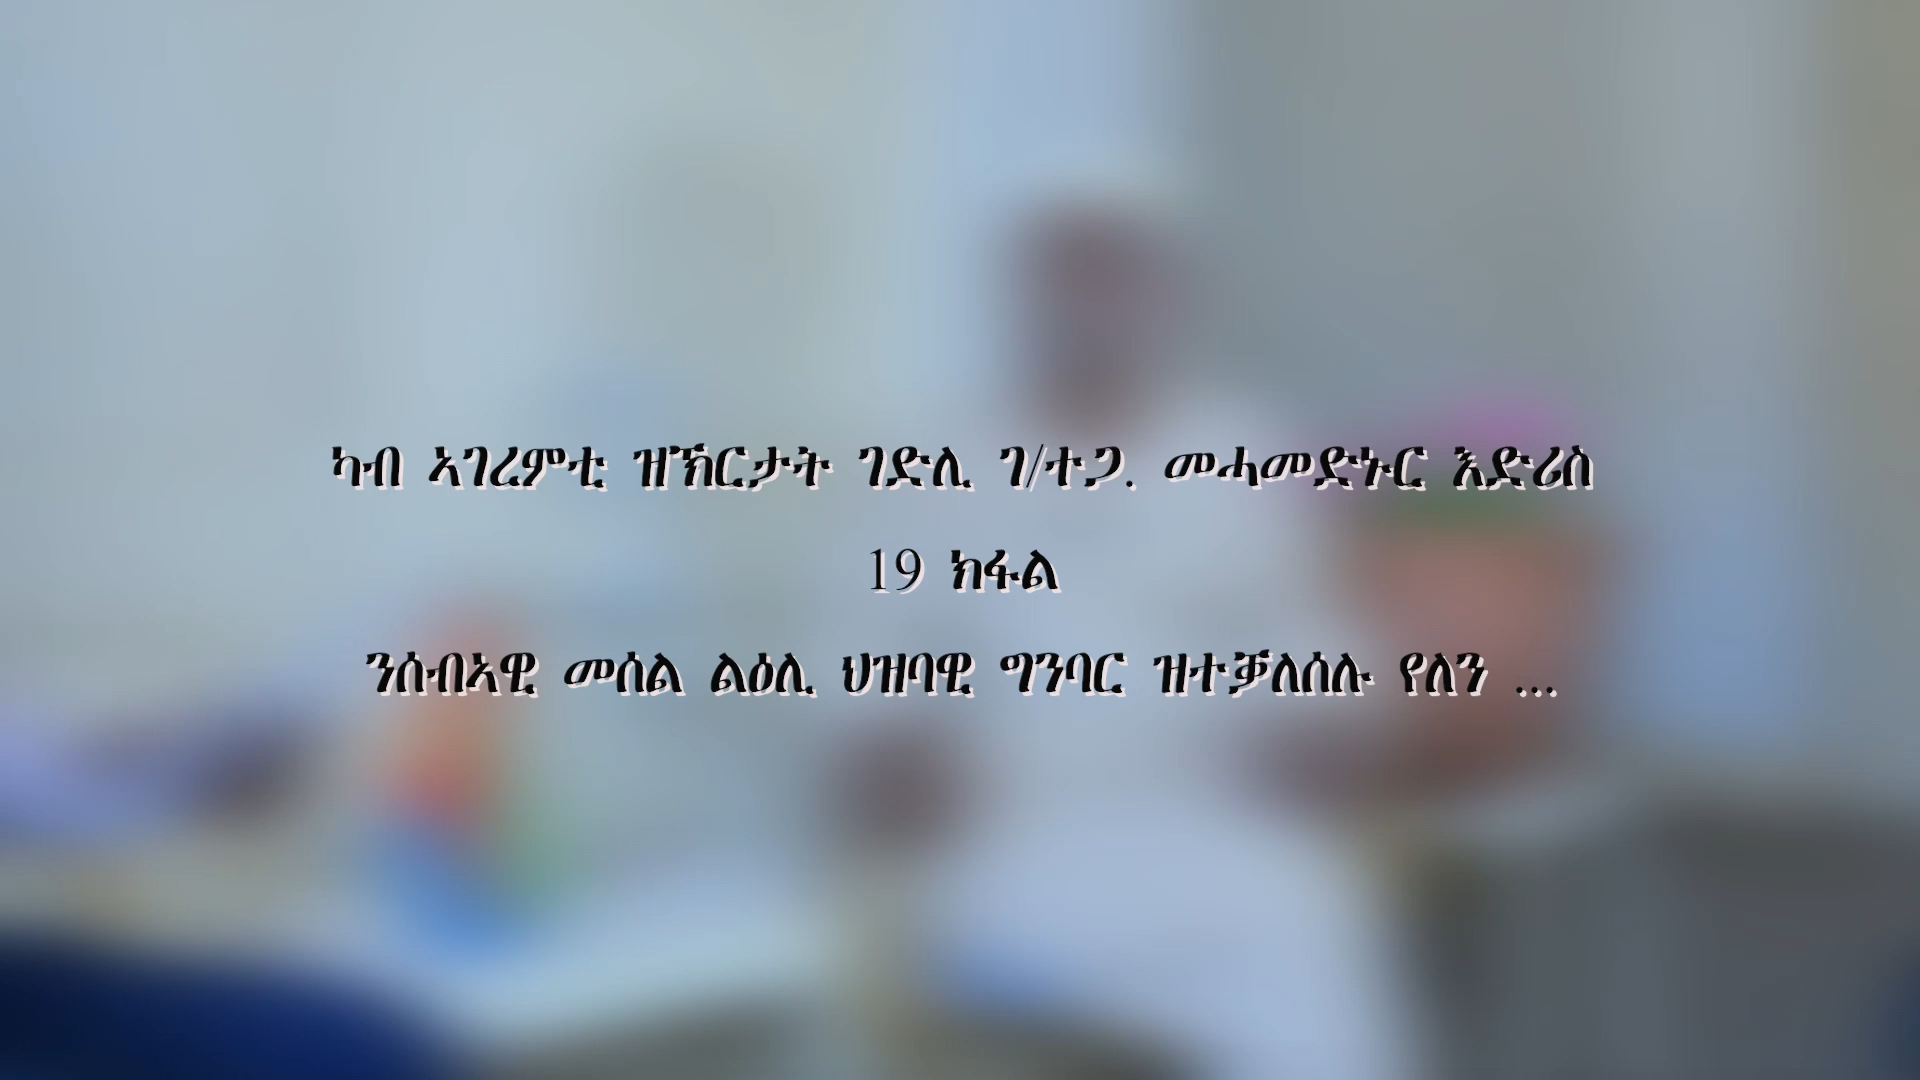 ካብ ኣገረምቲ ዝኽርታት ገድሊ ገ/ተጋ. መሓመድኑር እድሪስ
19 ክፋል
ንሰብኣዊ መሰል ልዕሊ ህዝባዊ ግንባር ዝተቓለሰሉ የለን ...